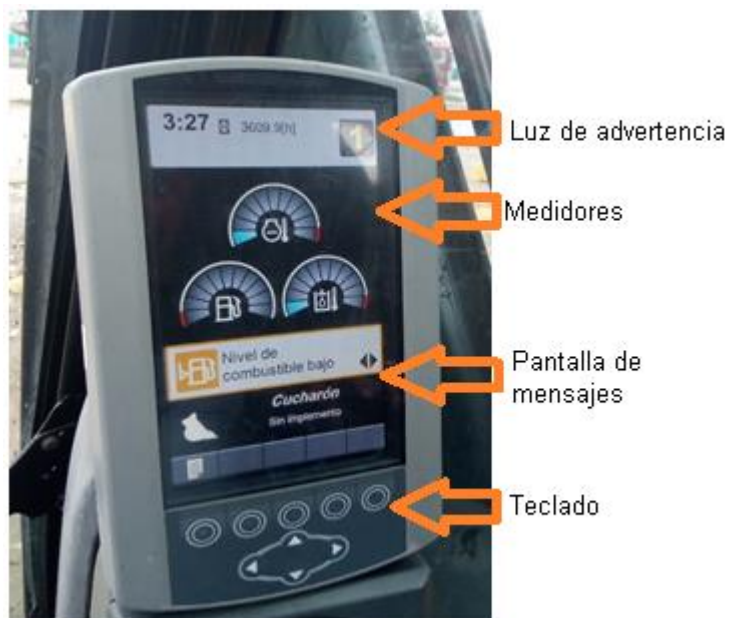 3:27 3609.9[h]
1
Luz de advertencia
Medidores
Nivel de
combustible bajo
Pantalla de
mensajes
Cucharón
Sin implemento
Teclado